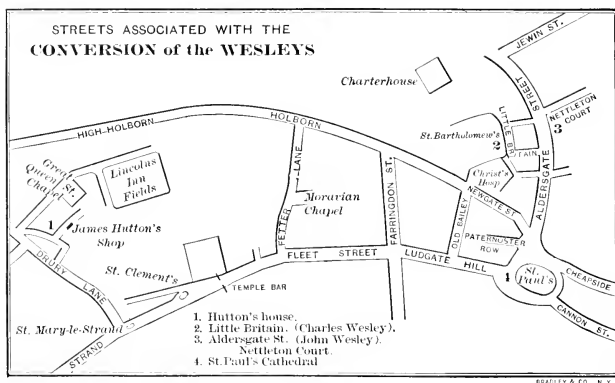 STREETS ASSOCIATED WITH THE
CONVERSION of the WESLEYS
JEWIN ST.
Charterhouse
STREET
NETTLETON
COURT
3
LITTLE BRITAIN
St. Bartholomew's
2
HOLBORN
HIGH-HOLBORN
Great
Queen St.
Chapel
Lincolns
Inn
Fields
Christ's
Hosp
ALDERSGATE
LANE
FETTER
Moravian
Chapel
FARRINGDON ST.
OLD BAILEY
NEWGATE ST
PATERNOSTER
ROW
1
James Hutton's
Shop
DRURY LANE
St. Clement's
FLEET STREET
LUDGATE HILL
4
St.
Paul's
CHEAPSIDE
CANNON ST.
TEMPLE BAR
St. Mary-le-Strand
STRAND
1. Hutton's house.
2. Little Britain. (Charles Wesley).
3. Aldersgate St. (John Wesley).
Nettleton Court.
4. St. Paul's Cathedral
BRADLEY & CO. N.Y.